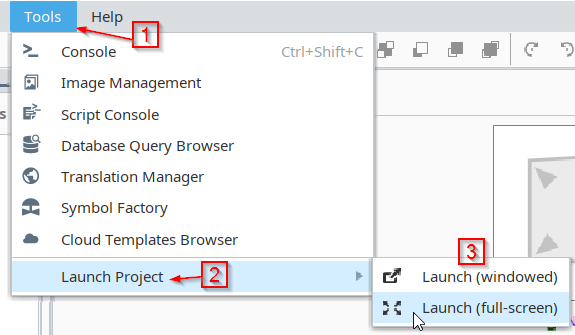 Tools Help
1
Console Ctrl+Shift+C
Image Management
Script Console
Database Query Browser
Translation Manager
Symbol Factory
Cloud Templates Browser
3
Launch Project 2 Launch (windowed)
Launch (full-screen)